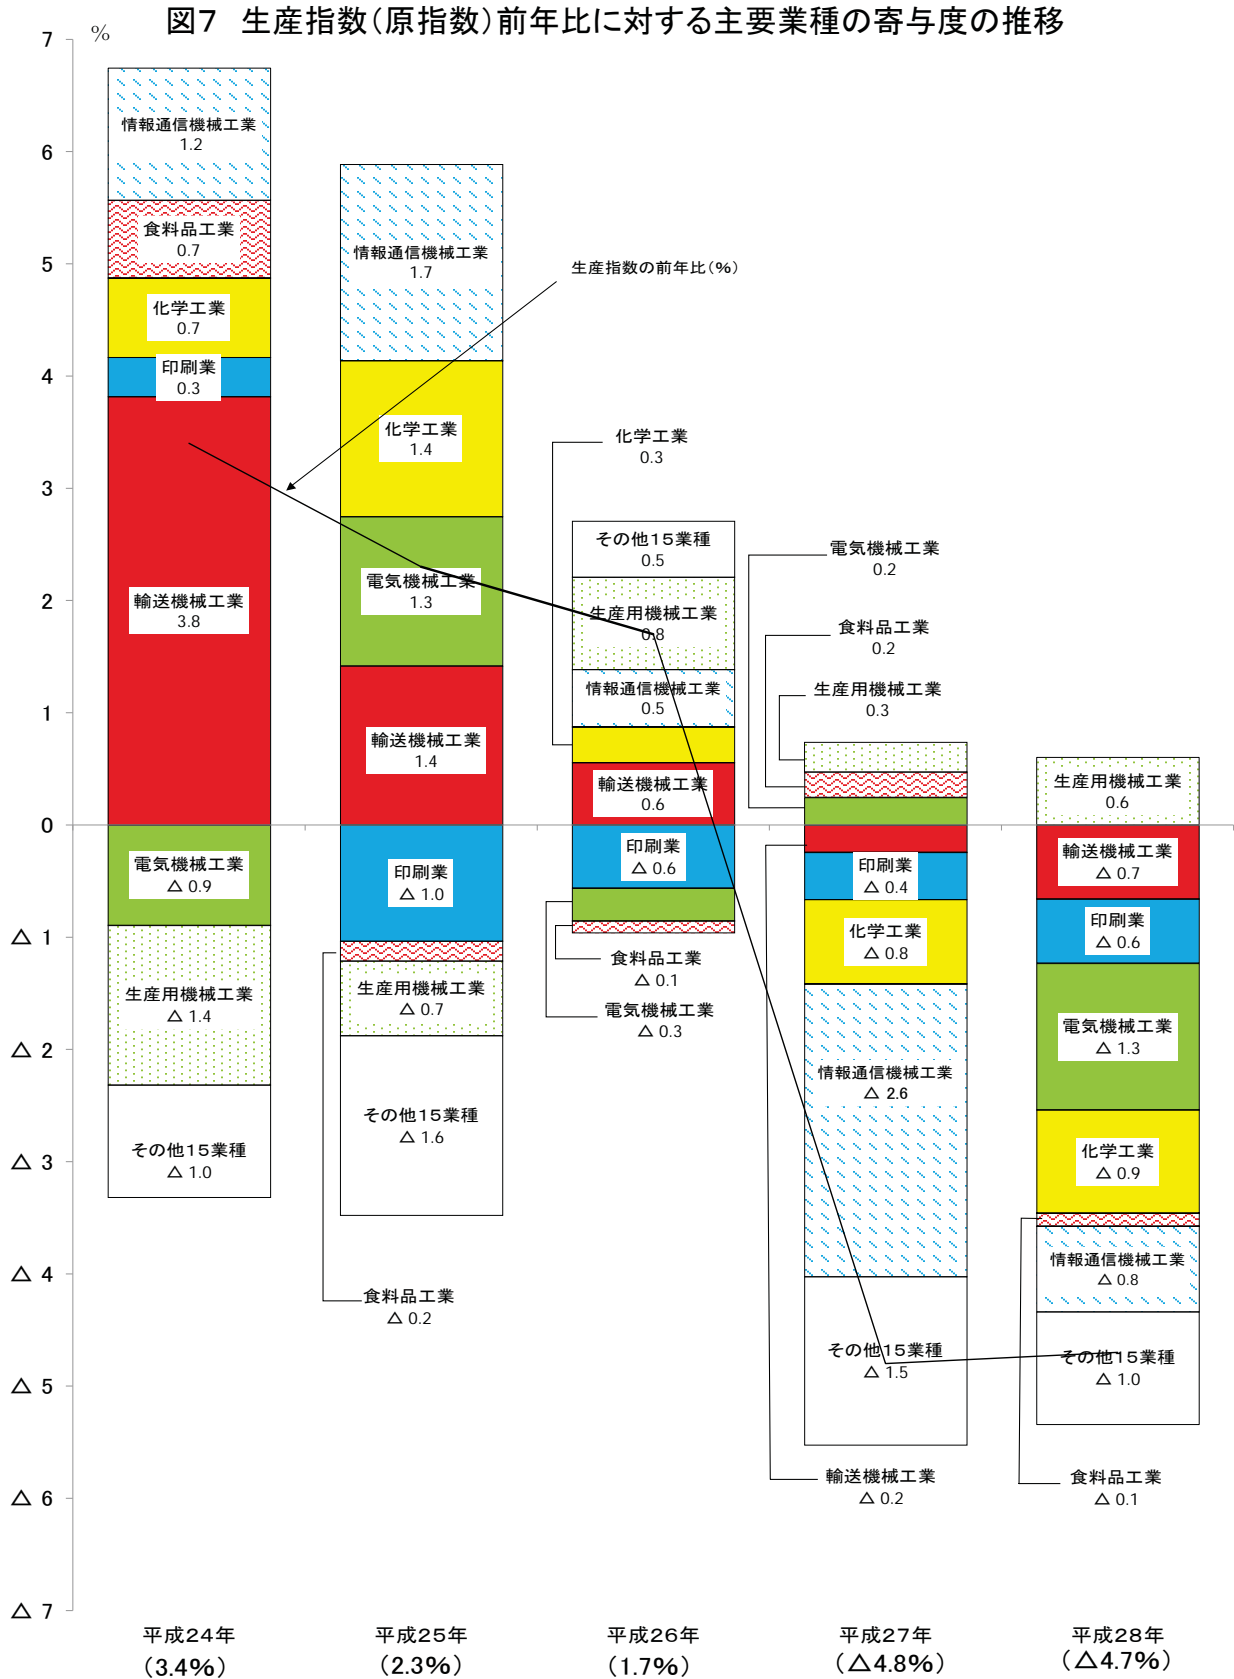 図7 生産指数(原指数)前年比に対する主要業種の寄与度の推移
%
7
6
5
4
3
2
1
0
△ 1
△ 2
△ 3
△ 4
△ 5
△ 6
△ 7
生産指数の前年比(%)
情報通信機械工業
1.2
食料品工業
0.7
化学工業
0.7
印刷業
0.3
輸送機械工業
3.8
電気機械工業
△ 0.9
生産用機械工業
△ 1.4
その他15業種
△ 1.0
情報通信機械工業
1.7
化学工業
1.4
電気機械工業
1.3
輸送機械工業
1.4
印刷業
△ 1.0
生産用機械工業
△ 0.7
その他15業種
△ 1.6
食料品工業
△ 0.2
化学工業
0.3
その他15業種
0.5
生産用機械工業
0.8
情報通信機械工業
0.5
輸送機械工業
0.6
印刷業
△ 0.6
食料品工業
△ 0.1
電気機械工業
△ 0.3
電気機械工業
0.2
食料品工業
0.2
生産用機械工業
0.3
印刷業
△ 0.4
化学工業
△ 0.8
情報通信機械工業
△ 2.6
その他15業種
△ 1.5
輸送機械工業
△ 0.2
生産用機械工業
0.6
輸送機械工業
△ 0.7
印刷業
△ 0.6
電気機械工業
△ 1.3
化学工業
△ 0.9
情報通信機械工業
△ 0.8
その他15業種
△ 1.0
食料品工業
△ 0.1
平成24年
(3.4%)
平成25年
(2.3%)
平成26年
(1.7%)
平成27年
(△4.8%)
平成28年
(△4.7%)